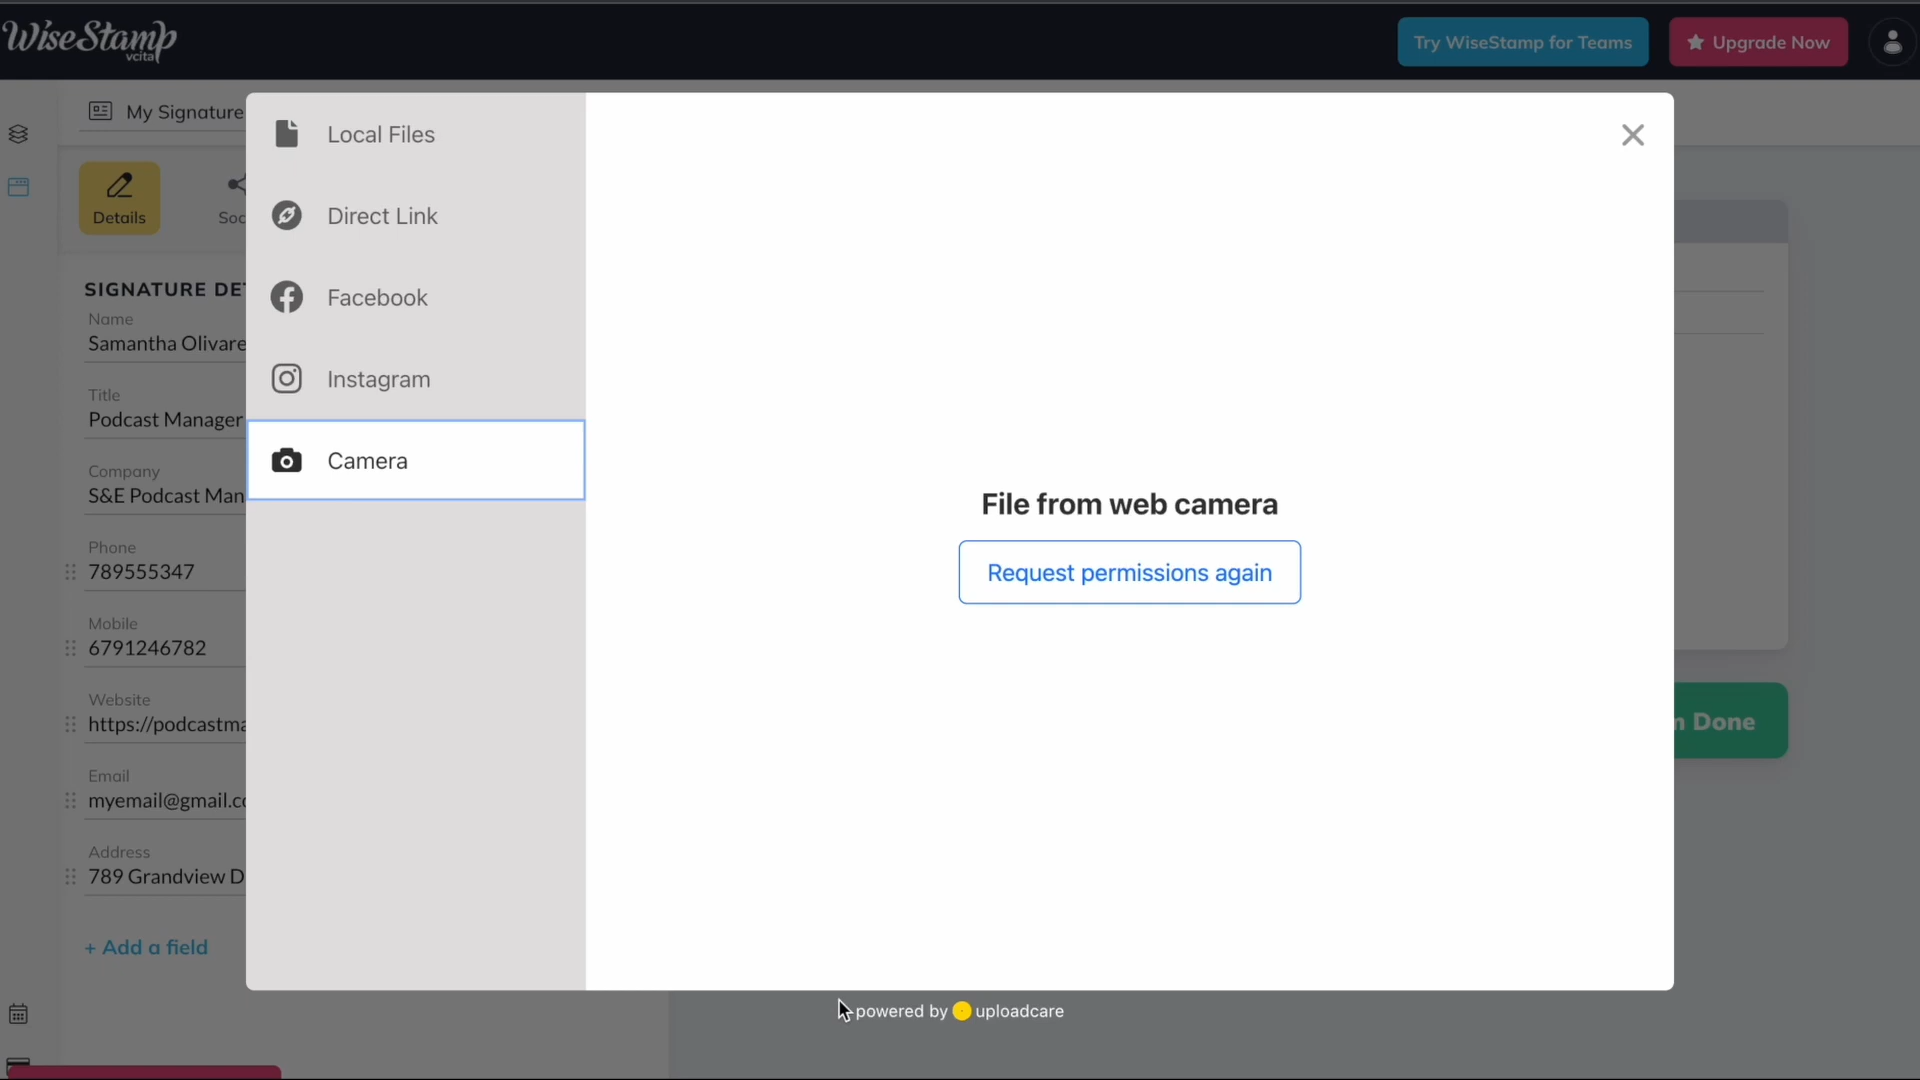 WiseStamp
vcita
Try WiseStamp for Teams
Upgrade Now
My Signature
Details
Soc
SIGNATURE DE
Name
Samantha Olivare
Title
Podcast Manager
Company
S&E Podcast Man
Phone
789555347
Mobile
6791246782
Website
https://podcastma
Email
myemail@gmail.co
Address
789 Grandview D
+ Add a field
Local Files
Direct Link
Facebook
Instagram
Camera
File from web camera
Request permissions again
Done
powered by uploadcare